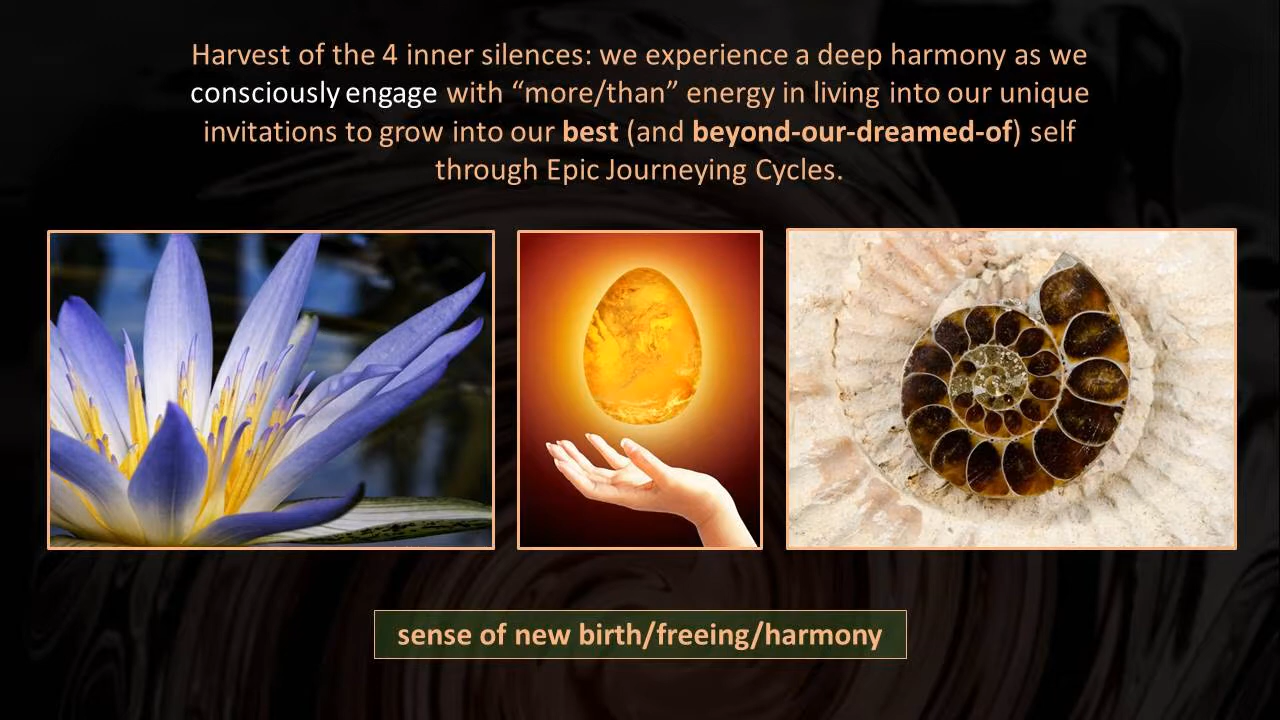 Harvest of the 4 inner silences: we experience a deep harmony as we
consciously engage with “more/than” energy in living into our unique
invitations to grow into our best (and beyond-our-dreamed-of) self
through Epic Journeying Cycles.
sense of new birth/freeing/harmony